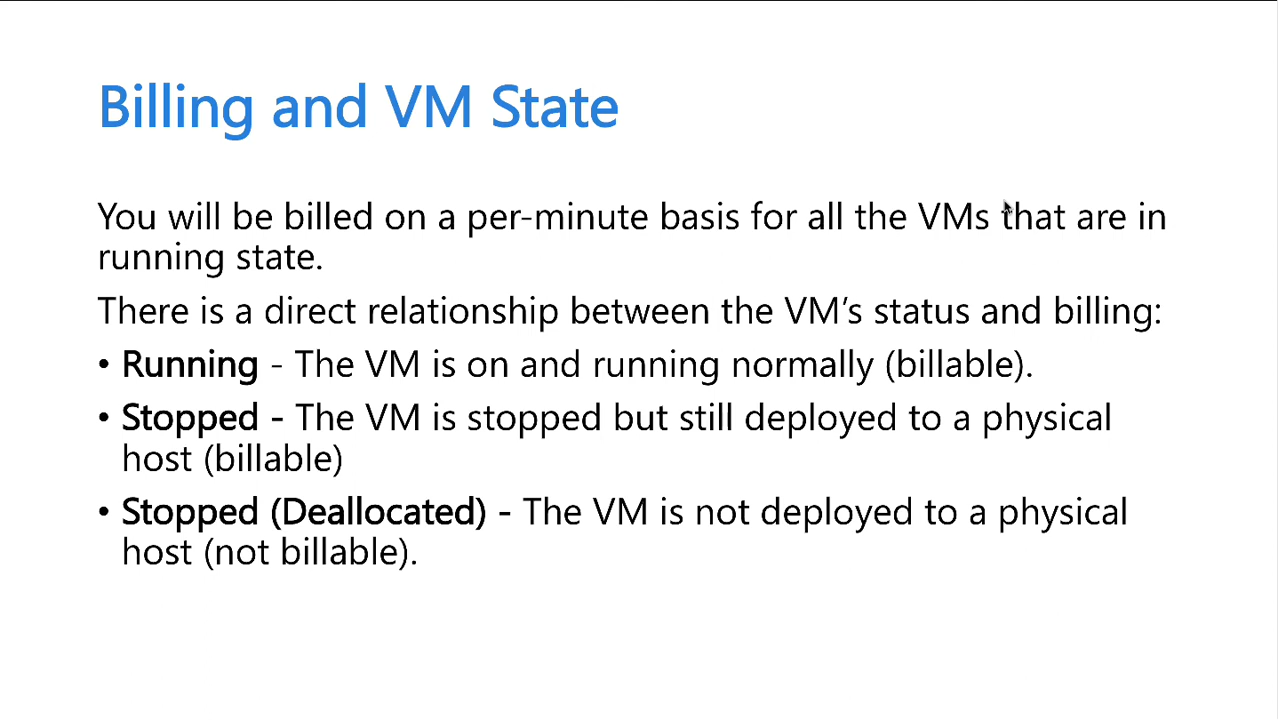 Billing and VM State
You will be billed on a per-minute basis for all the VMs that are in
running state.
There is a direct relationship between the VM’s status and billing:
• Running - The VM is on and running normally (billable).
• Stopped - The VM is stopped but still deployed to a physical
host (billable)
• Stopped (Deallocated) - The VM is not deployed to a physical
host (not billable).